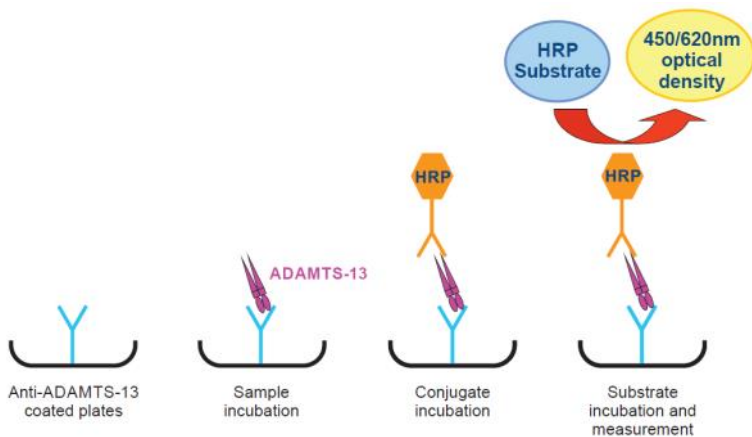 HRP
Substrate
450/620nm
optical
density
HRP
HRP
ADAMTS-13
Anti-ADAMTS-13
coated plates
Sample
incubation
Conjugate
incubation
Substrate
incubation and
measurement